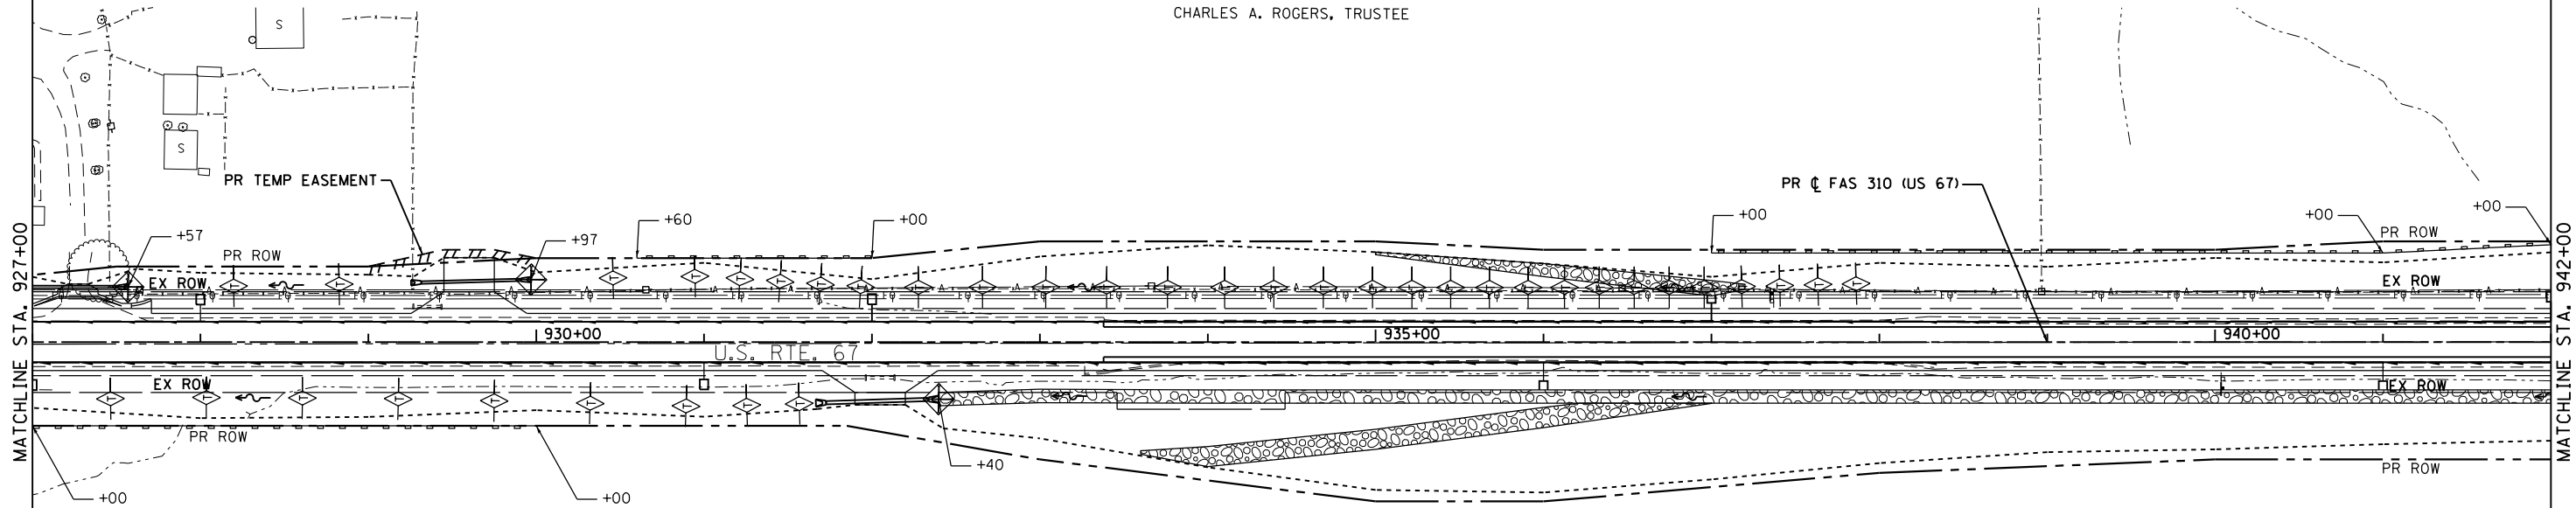 CHARLES A. ROGERS, TRUSTEE
S
S
PR TEMP EASEMENT
PR ℄ FAS 310 (US 67)
+57
PR ROW
+97
+60
+00
+00
+00
+00
PR ROW
EX ROW
EX ROW
MATCHLINE STA. 927+00
MATCHLINE STA. 942+00
930+00
935+00
940+00
U.S. RTE. 67
EX ROW
EX ROW
PR ROW
+40
PR ROW
+00
+00